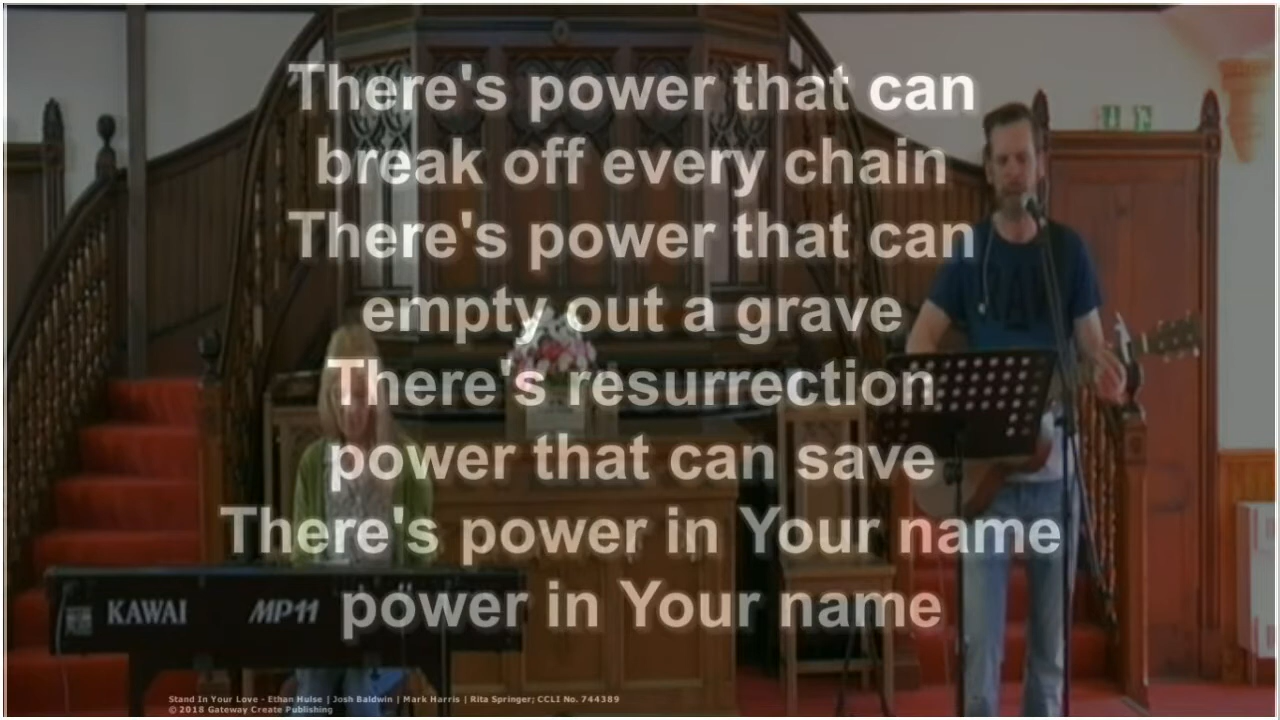 There's power that can
break off every chain
There's power that can
empty out a grave
There's resurrection
power that can save
There's power in Your name
power in Your name
KAWAI MP11
Stand In Your Love - Ethan Hulse | Josh Baldwin | Mark Harris | Rita Springer; CCLI No. 744389
© 2018 Gateway Create Publishing